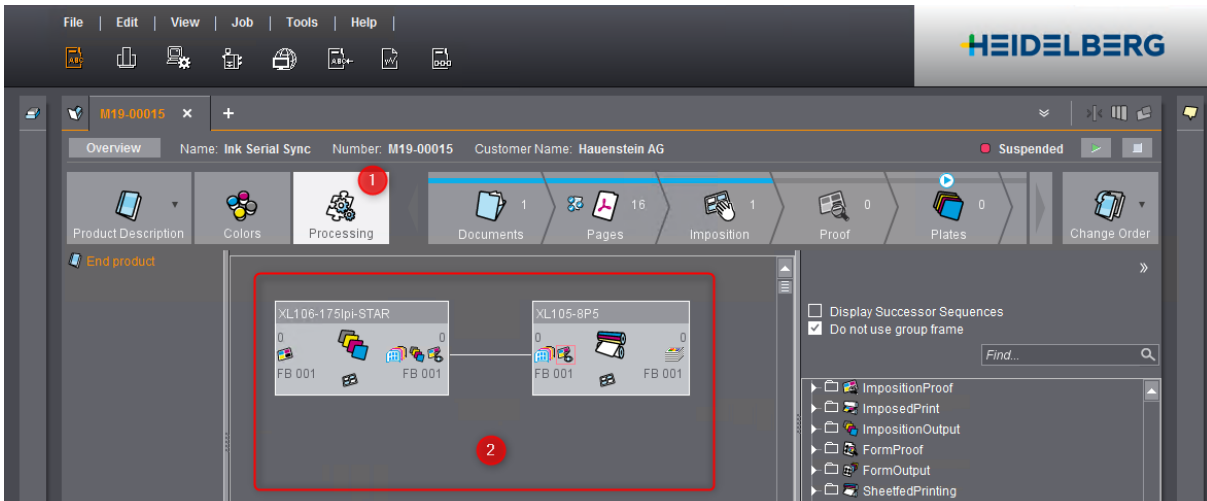 File | Edit | View | Job | Tools | Help |
HEIDELBERG
M19-00015 × +
Overview Name: Ink Serial Sync Number: M19-00015 Customer Name: Hauenstein AG Suspended
1
Product Description Colors Processing
1 16 1 0 0
Documents Pages Imposition Proof Plates Change Order
End product
XL106-175lpi-STAR XL105-8P5
0 0 0 0
FB 001 FB 001 FB 001 FB 001
2
Display Successor Sequences
Do not use group frame
Find...
ImpositionProof
ImposedPrint
ImpositionOutput
FormProof
FormOutput
SheetfedPrinting